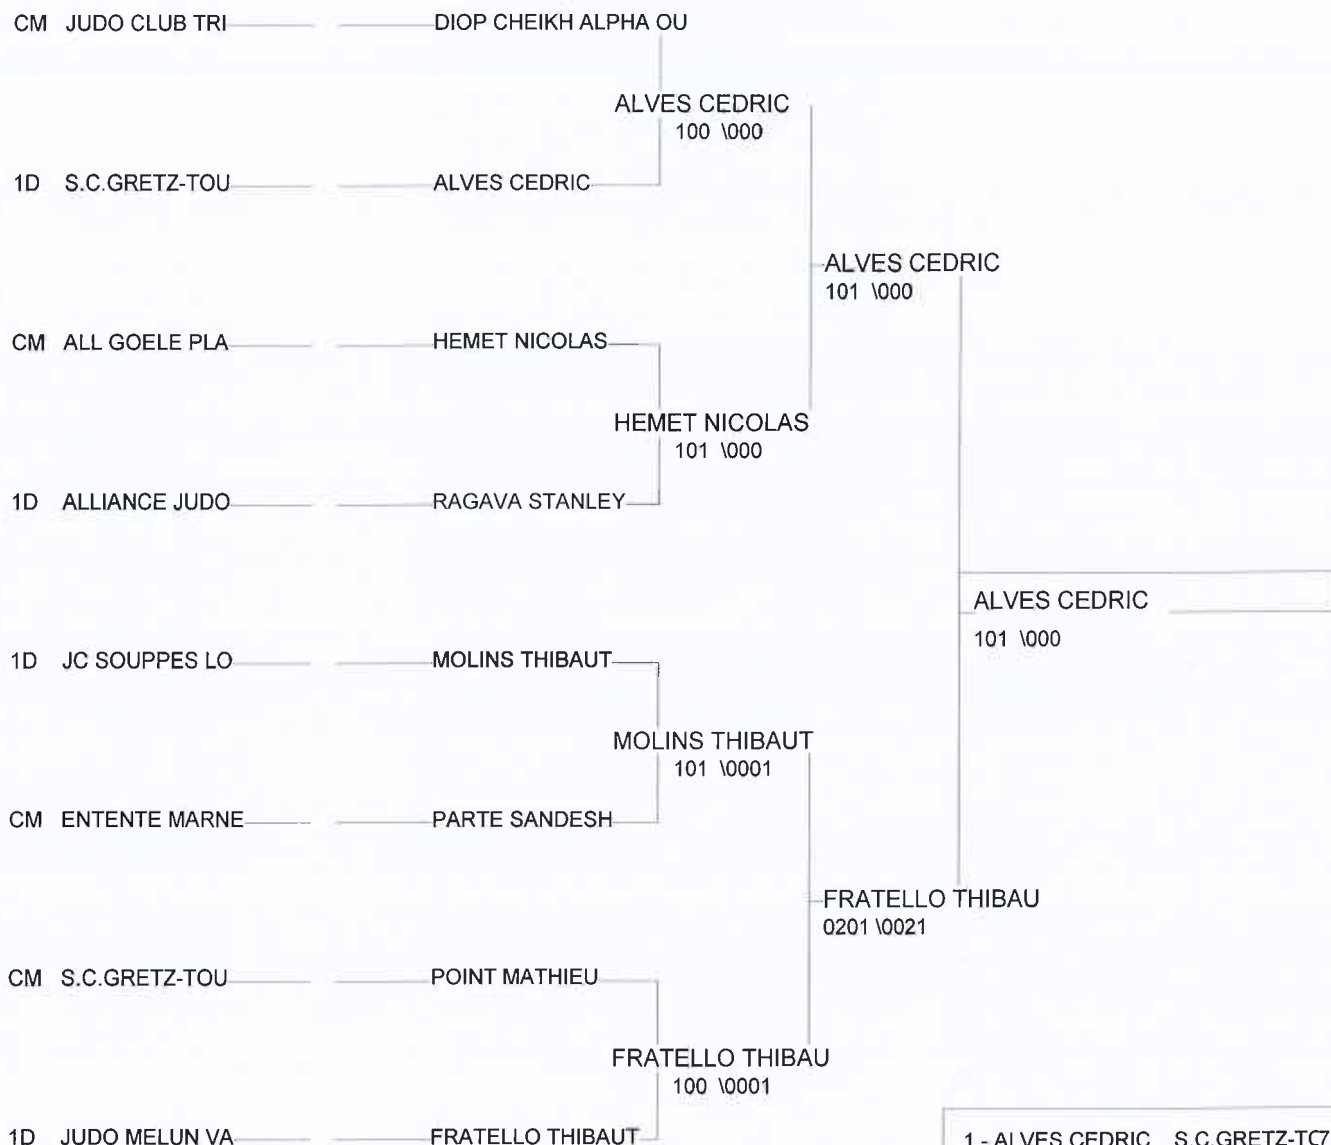 CM JUDO CLUB TRI DIOP CHEIKH ALPHA OU
ALVES CEDRIC
100 \000
1D S.C.GRETZ-TOU ALVES CEDRIC
ALVES CEDRIC
101 \000
CM ALL GOELE PLA HEMET NICOLAS
HEMET NICOLAS
101 \000
1D ALLIANCE JUDO RAGAVA STANLEY
ALVES CEDRIC
101 \000
1D JC SOUPPES LO MOLINS THIBAUT
MOLINS THIBAUT
101 \0001
CM ENTENTE MARNE PARTE SANDESH
FRATELLO THIBAU
0201 \0021
CM S.C.GRETZ-TOU POINT MATHIEU
FRATELLO THIBAU
100 \0001
1D JUDO MELUN VA FRATELLO THIBAUT
1 - ALVES CEDRIC S.C.GRETZ-TC7